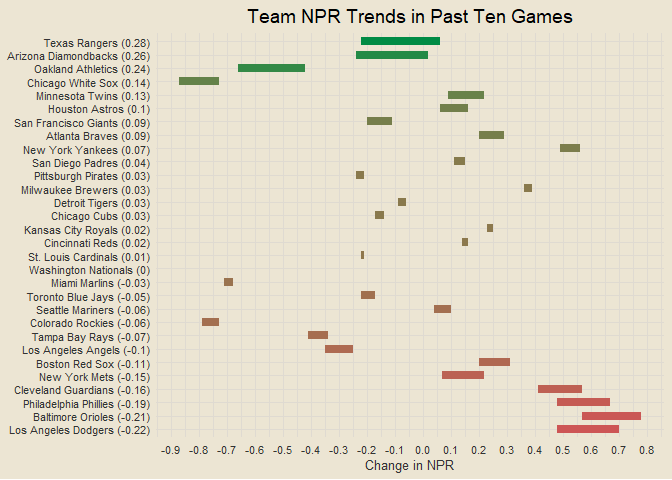 Team NPR Trends in Past Ten Games
Texas Rangers (0.28)
Arizona Diamondbacks (0.26)
Oakland Athletics (0.24)
Chicago White Sox (0.14)
Minnesota Twins (0.13)
Houston Astros (0.1)
San Francisco Giants (0.09)
Atlanta Braves (0.09)
New York Yankees (0.07)
San Diego Padres (0.04)
Pittsburgh Pirates (0.03)
Milwaukee Brewers (0.03)
Detroit Tigers (0.03)
Chicago Cubs (0.03)
Kansas City Royals (0.02)
Cincinnati Reds (0.02)
St. Louis Cardinals (0.01)
Washington Nationals (0)
Miami Marlins (-0.03)
Toronto Blue Jays (-0.05)
Seattle Mariners (-0.06)
Colorado Rockies (-0.06)
Tampa Bay Rays (-0.07)
Los Angeles Angels (-0.1)
Boston Red Sox (-0.11)
New York Mets (-0.15)
Cleveland Guardians (-0.16)
Philadelphia Phillies (-0.19)
Baltimore Orioles (-0.21)
Los Angeles Dodgers (-0.22)
-0.9 -0.8 -0.7 -0.6 -0.5 -0.4 -0.3 -0.2 -0.1 0.0 0.1 0.2 0.3 0.4 0.5 0.6 0.7 0.8
Change in NPR